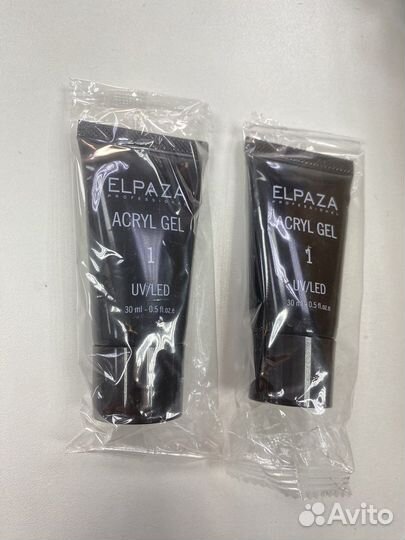 ELPAZA
PROFESSIONAL
ACRYL GEL
1
UV/LED
30 ml - 0.5 fl.oz.e
ELPAZA
PROFESSIONAL
ACRYL GEL
1
UV/LED
30 ml - 0.5 fl.oz.e
Avito